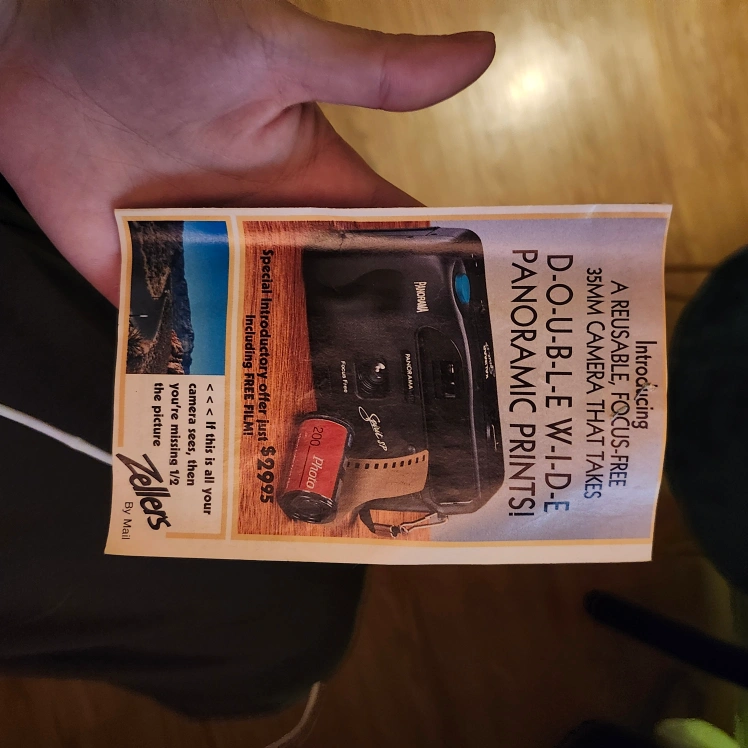 Introducing
A REUSABLE, FOCUS-FREE
35MM CAMERA THAT TAKES
D-O-U-B-L-E W-I-D-E
PANORAMIC PRINTS!
PANORAMA
PANORAMA
Focus Free
200
Photo
Special Introductory offer just $29.95
Including FREE FILM!
< < < If this is all your
camera sees, then
you're missing 1/2
the picture
Zellers
By Mail